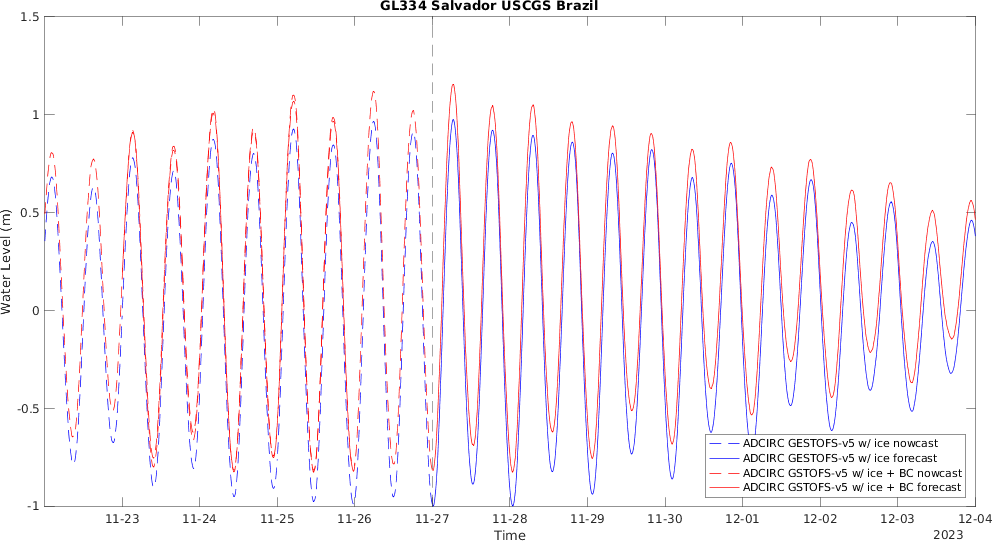 GL334 Salvador USCGS Brazil
1.5
1
0.5
0
-0.5
-1
Water Level (m)
ADCIRC GESTOFS-v5 w/ ice nowcast
ADCIRC GESTOFS-v5 w/ ice forecast
ADCIRC GSTOFS-v5 w/ ice + BC nowcast
ADCIRC GSTOFS-v5 w/ ice + BC forecast
11-23 11-24 11-25 11-26 11-27 11-28 11-29 11-30 12-01 12-02 12-03 12-04
Time
2023